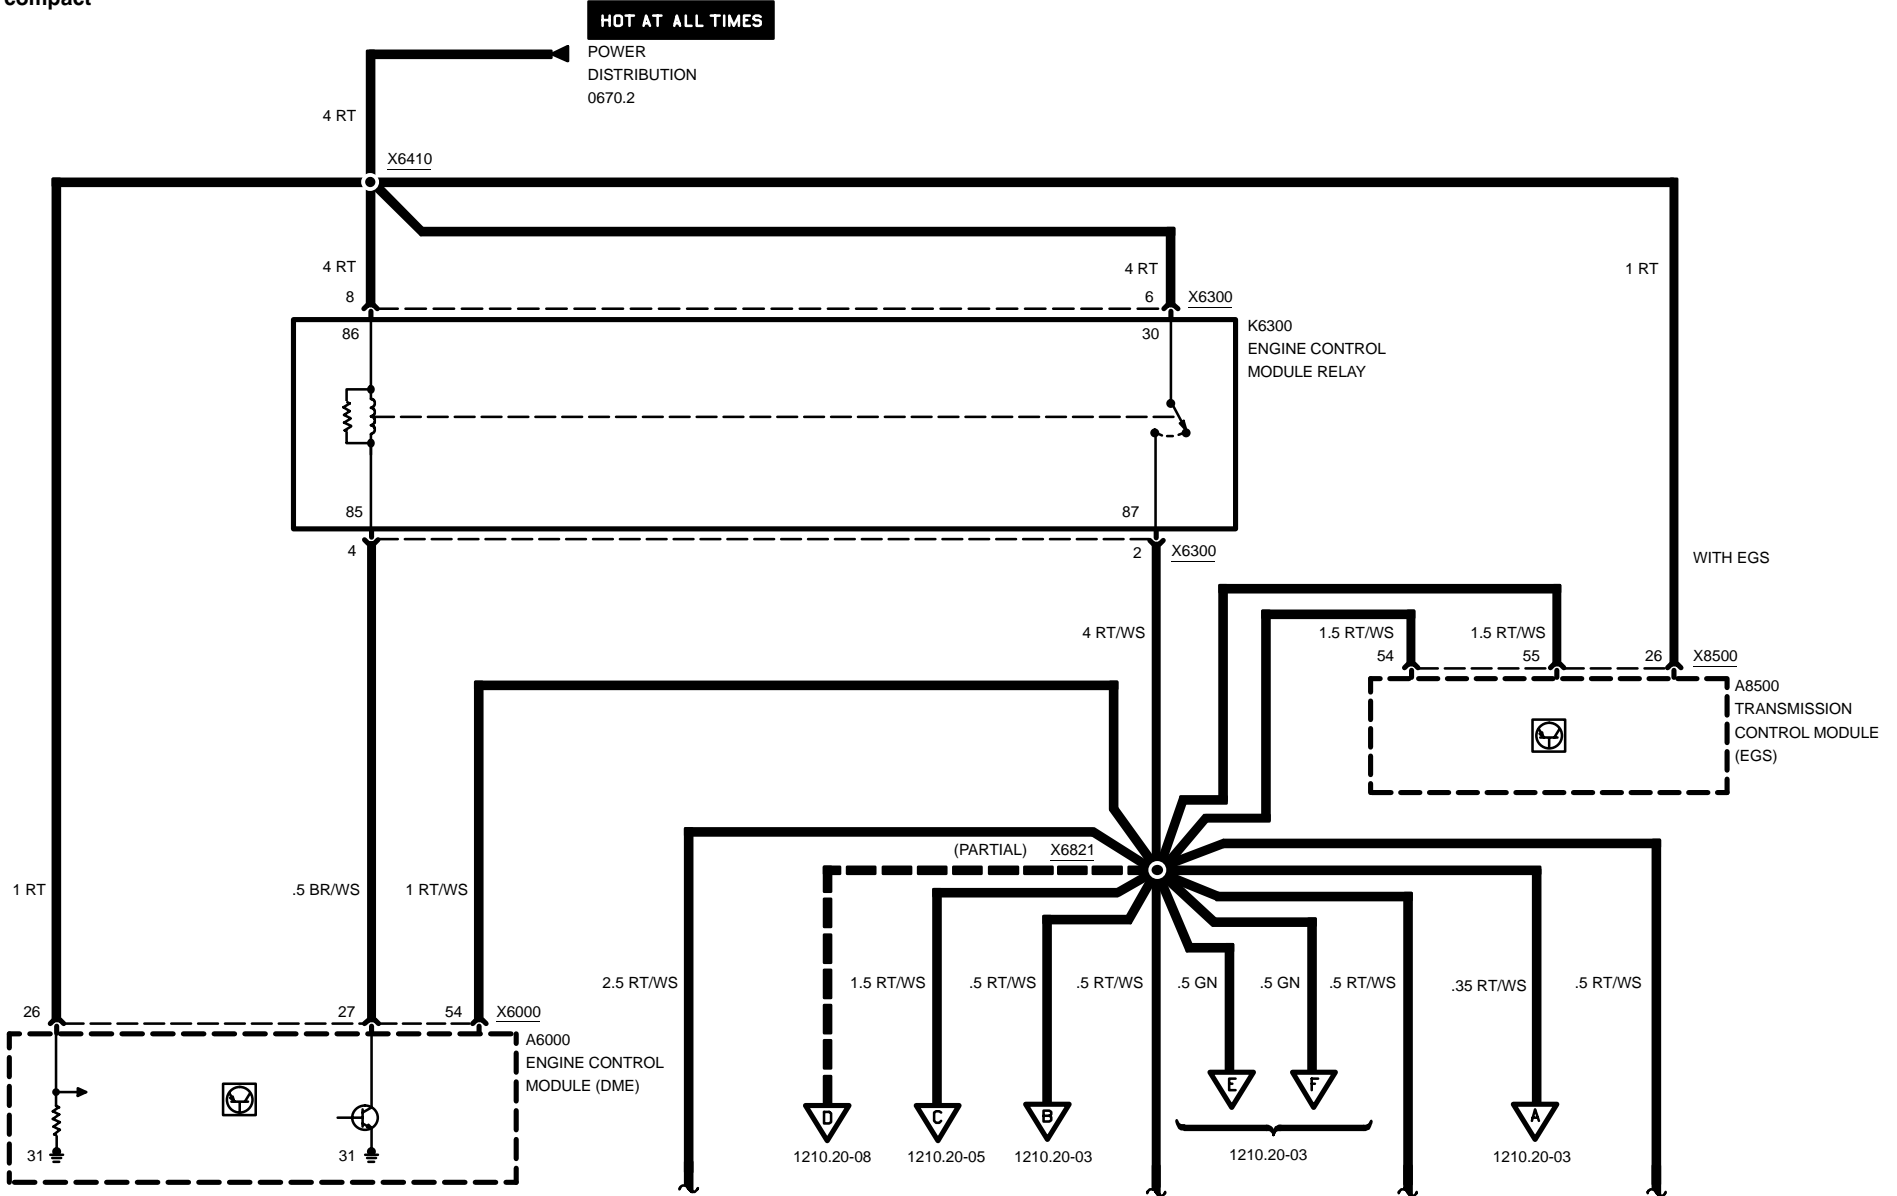 compact
HOT AT ALL TIMES
POWER
DISTRIBUTION
0670.2
4 RT
X6410
4 RT
4 RT
1 RT
8
6
X6300
86
30
K6300
ENGINE CONTROL
MODULE RELAY
85
87
4
2
X6300
WITH EGS
4 RT/WS
1.5 RT/WS
1.5 RT/WS
54
55
26
X8500
A8500
TRANSMISSION
CONTROL MODULE
(EGS)
(PARTIAL)
X6821
1 RT
.5 BR/WS
1 RT/WS
2.5 RT/WS
1.5 RT/WS
.5 RT/WS
.5 RT/WS
.5 GN
.5 GN
.5 RT/WS
.35 RT/WS
.5 RT/WS
26
27
54
X6000
A6000
ENGINE CONTROL
MODULE (DME)
E
F
D
C
B
A
31
31
1210.20-08
1210.20-05
1210.20-03
1210.20-03
1210.20-03